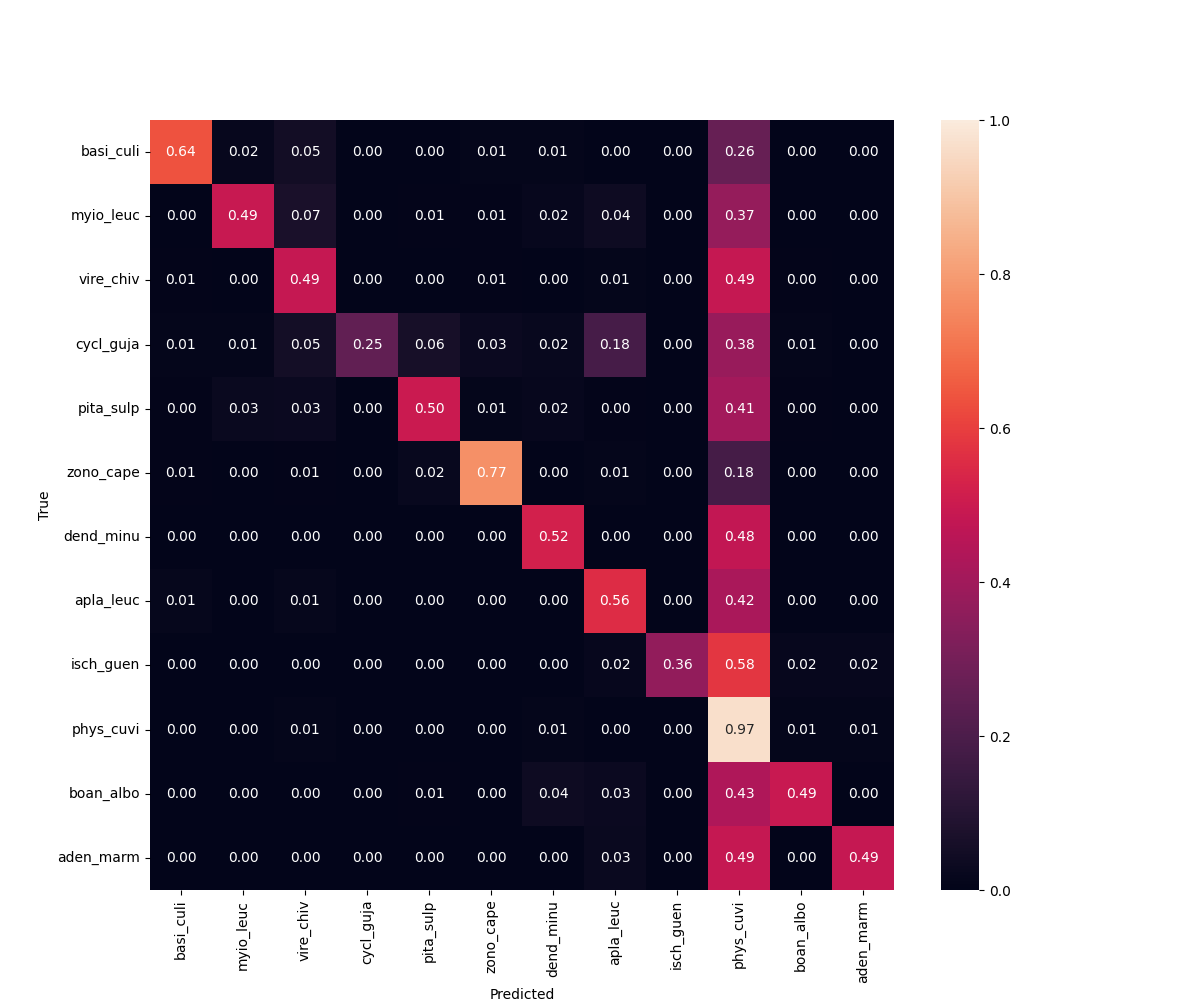 1.0
basi_culi 0.64 0.02 0.05 0.00 0.00 0.01 0.01 0.00 0.00 0.26 0.00 0.00
myio_leuc 0.00 0.49 0.07 0.00 0.01 0.01 0.02 0.04 0.00 0.37 0.00 0.00
0.8
vire_chiv 0.01 0.00 0.49 0.00 0.00 0.01 0.00 0.01 0.00 0.49 0.00 0.00
cycl_guja 0.01 0.01 0.05 0.25 0.06 0.03 0.02 0.18 0.00 0.38 0.01 0.00
pita_sulp 0.00 0.03 0.03 0.00 0.50 0.01 0.02 0.00 0.00 0.41 0.00 0.00
0.6
zono_cape 0.01 0.00 0.01 0.00 0.02 0.77 0.00 0.01 0.00 0.18 0.00 0.00
True
dend_minu 0.00 0.00 0.00 0.00 0.00 0.00 0.52 0.00 0.00 0.48 0.00 0.00
0.4
apla_leuc 0.01 0.00 0.01 0.00 0.00 0.00 0.00 0.56 0.00 0.42 0.00 0.00
isch_guen 0.00 0.00 0.00 0.00 0.00 0.00 0.00 0.02 0.36 0.58 0.02 0.02
phys_cuvi 0.00 0.00 0.01 0.00 0.00 0.00 0.01 0.00 0.00 0.97 0.01 0.01
0.2
boan_albo 0.00 0.00 0.00 0.00 0.01 0.00 0.04 0.03 0.00 0.43 0.49 0.00
aden_marm 0.00 0.00 0.00 0.00 0.00 0.00 0.00 0.03 0.00 0.49 0.00 0.49
0.0
basi_culi myio_leuc vire_chiv cycl_guja pita_sulp zono_cape dend_minu apla_leuc isch_guen phys_cuvi boan_albo aden_marm
Predicted